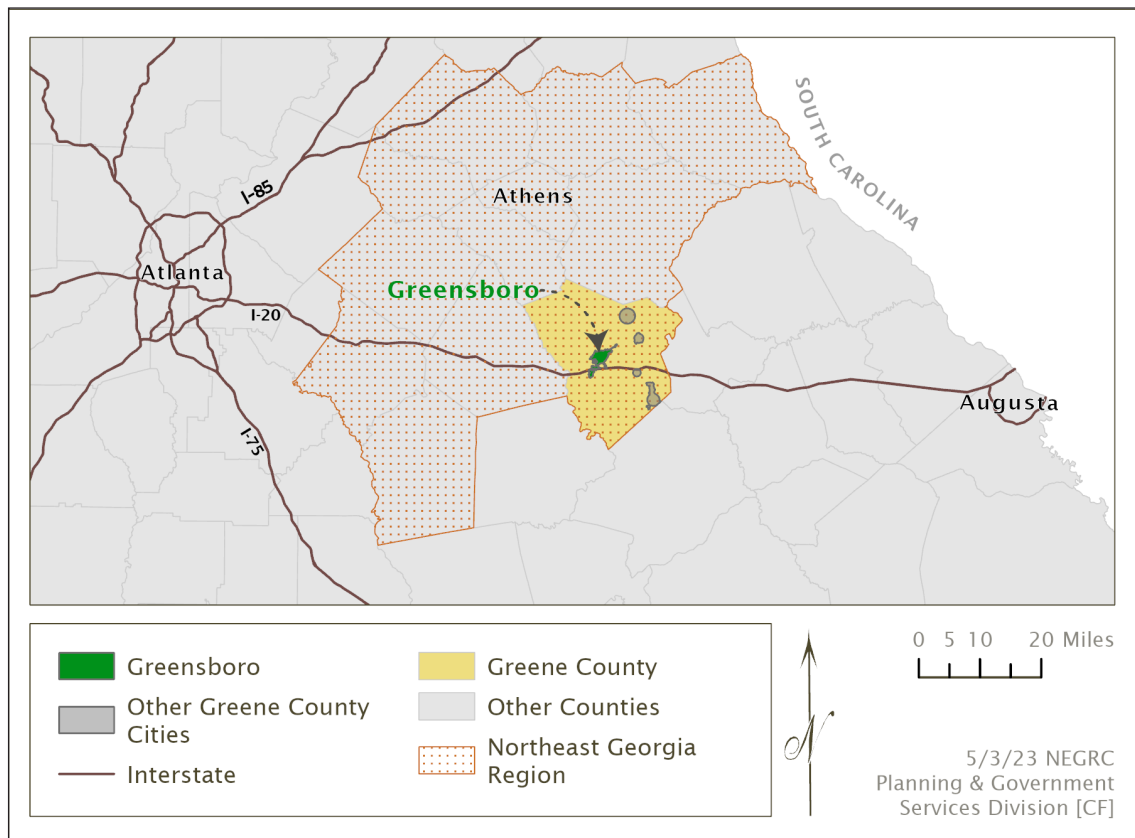 SOUTH CAROLINA
I-85
Athens
Atlanta
Greensboro
I-20
Augusta
I-75
Greensboro
Other Greene County
Cities
Interstate
Greene County
Other Counties
Northeast Georgia
Region
N
0 5 10 20 Miles
5/3/23 NEGRC
Planning & Government
Services Division [CF]